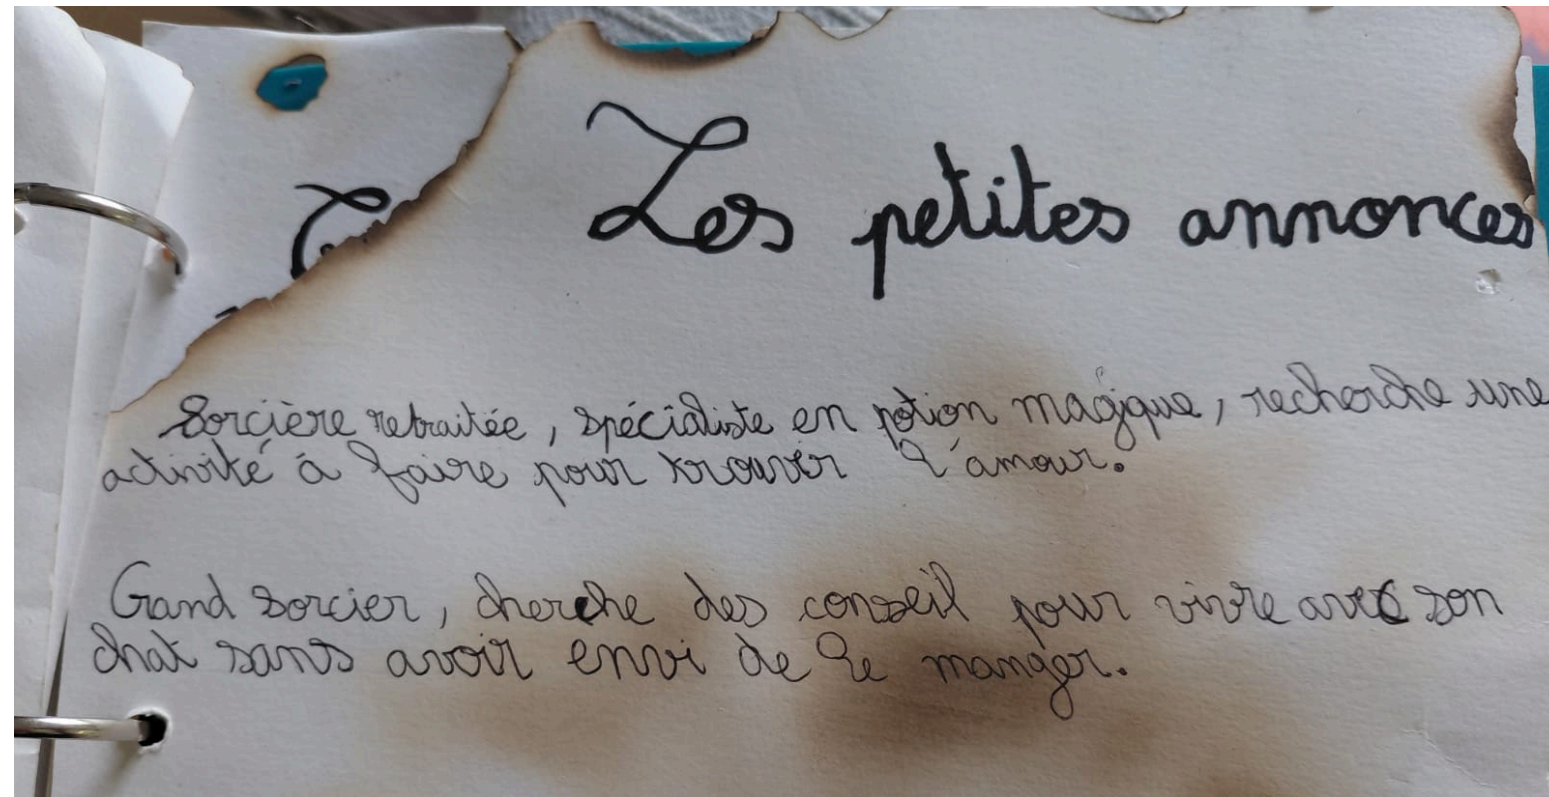 Les petites annonces
Sorcière retraitée, spécialiste en potion magique, recherche une
activité à faire pour trouver l'amour.
Grand sorcier, cherche des conseil pour vivre avec son
chat sans avoir envi de le manger.